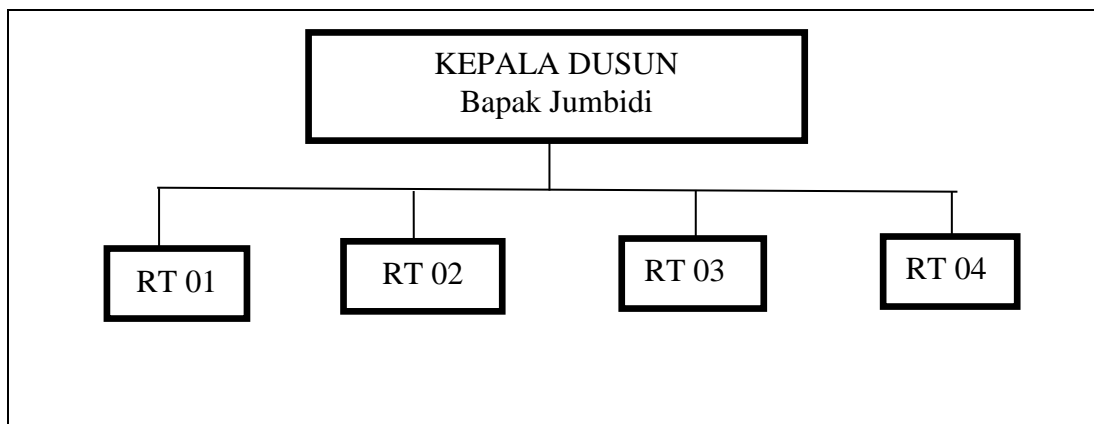 KEPALA DUSUN
Bapak Jumbidi
RT 01
RT 02
RT 03
RT 04